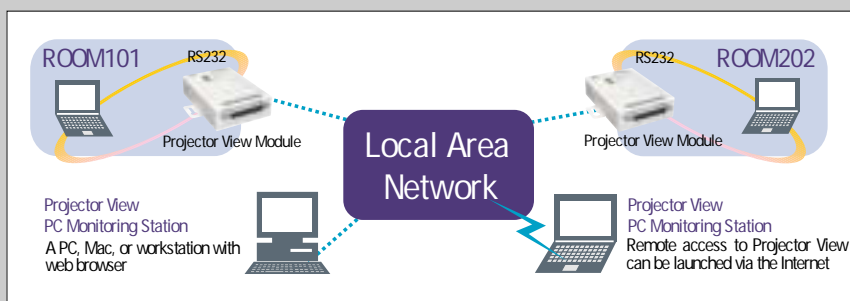 ROOM101
RS232
Projector View Module
RS232
ROOM202
Projector View Module
Local Area
Network
Projector View
PC Monitoring Station
A PC, Mac, or workstation with
web browser
Projector View
PC Monitoring Station
Remote access to Projector View
can be launched via the Internet